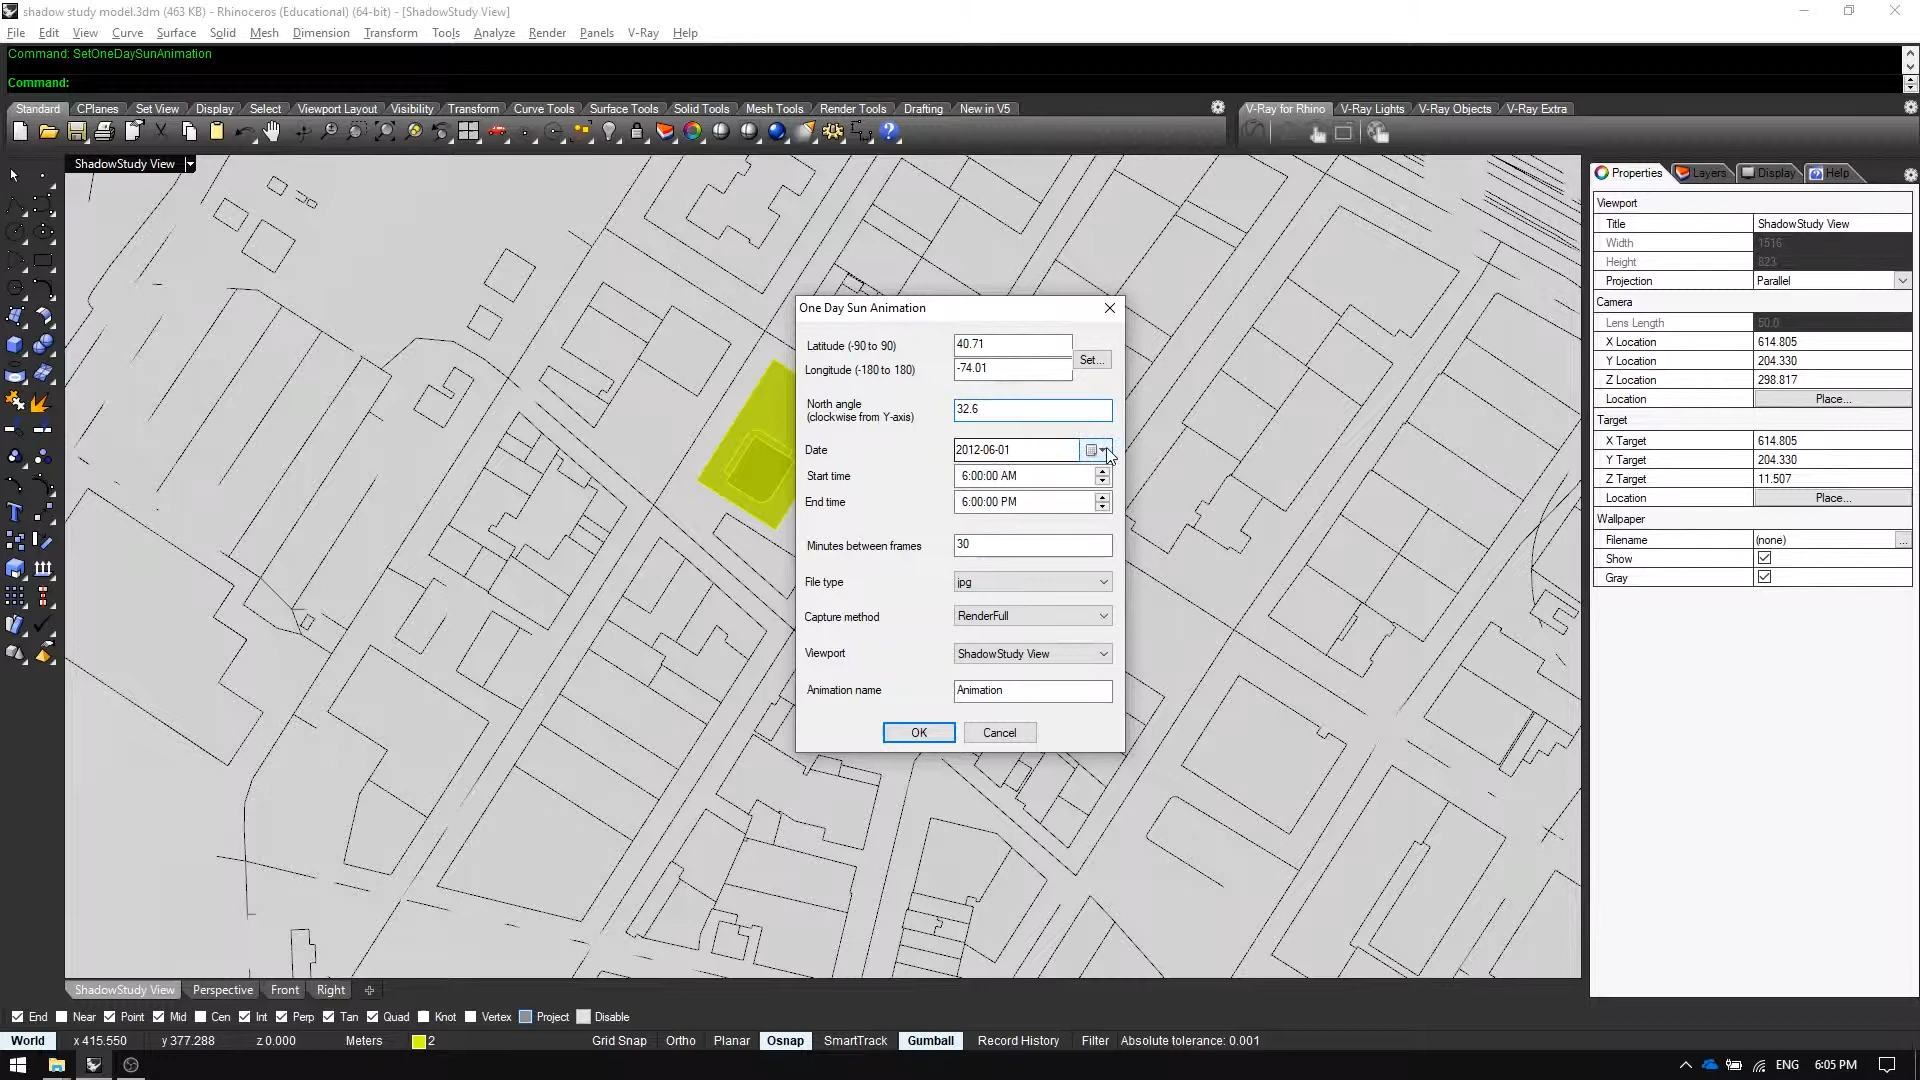 shadow study model.3dm (463 KB) - Rhinoceros (Educational) (64-bit) - [ShadowStudy View]
File Edit View Curve Surface Solid Mesh Dimension Transform Tools Analyze Render Panels V-Ray Help
Command: SetOneDaySunAnimation
Command:
Standard CPlanes Set View Display Select Viewport Layout Visibility Transform Curve Tools Surface Tools Solid Tools Mesh Tools Render Tools Drafting New in V5
V-Ray for Rhino V-Ray Lights V-Ray Objects V-Ray Extra
ShadowStudy View
One Day Sun Animation
Latitude (-90 to 90) 40.71
Longitude (-180 to 180) -74.01
Set...
North angle
(clockwise from Y-axis) 32.6
Date 2012-06-01
Start time 6:00:00 AM
End time 6:00:00 PM
Minutes between frames 30
File type jpg
Capture method RenderFull
Viewport ShadowStudy View
Animation name Animation
OK Cancel
Properties Layers Display Help
Viewport
Title ShadowStudy View
Width 1516
Height 823
Projection Parallel
Camera
Lens Length 50.0
X Location 614.805
Y Location 204.330
Z Location 298.817
Location Place...
Target
X Target 614.805
Y Target 204.330
Z Target 11.507
Location Place...
Wallpaper
Filename (none) ...
Show
Gray
ShadowStudy View Perspective Front Right
End Near Point Mid Cen Int Perp Tan Quad Knot Vertex Project Disable
World x 415.550 y 377.288 z 0.000 Meters 2 Grid Snap Ortho Planar Osnap SmartTrack Gumball Record History Filter Absolute tolerance: 0.001
ENG 6:05 PM